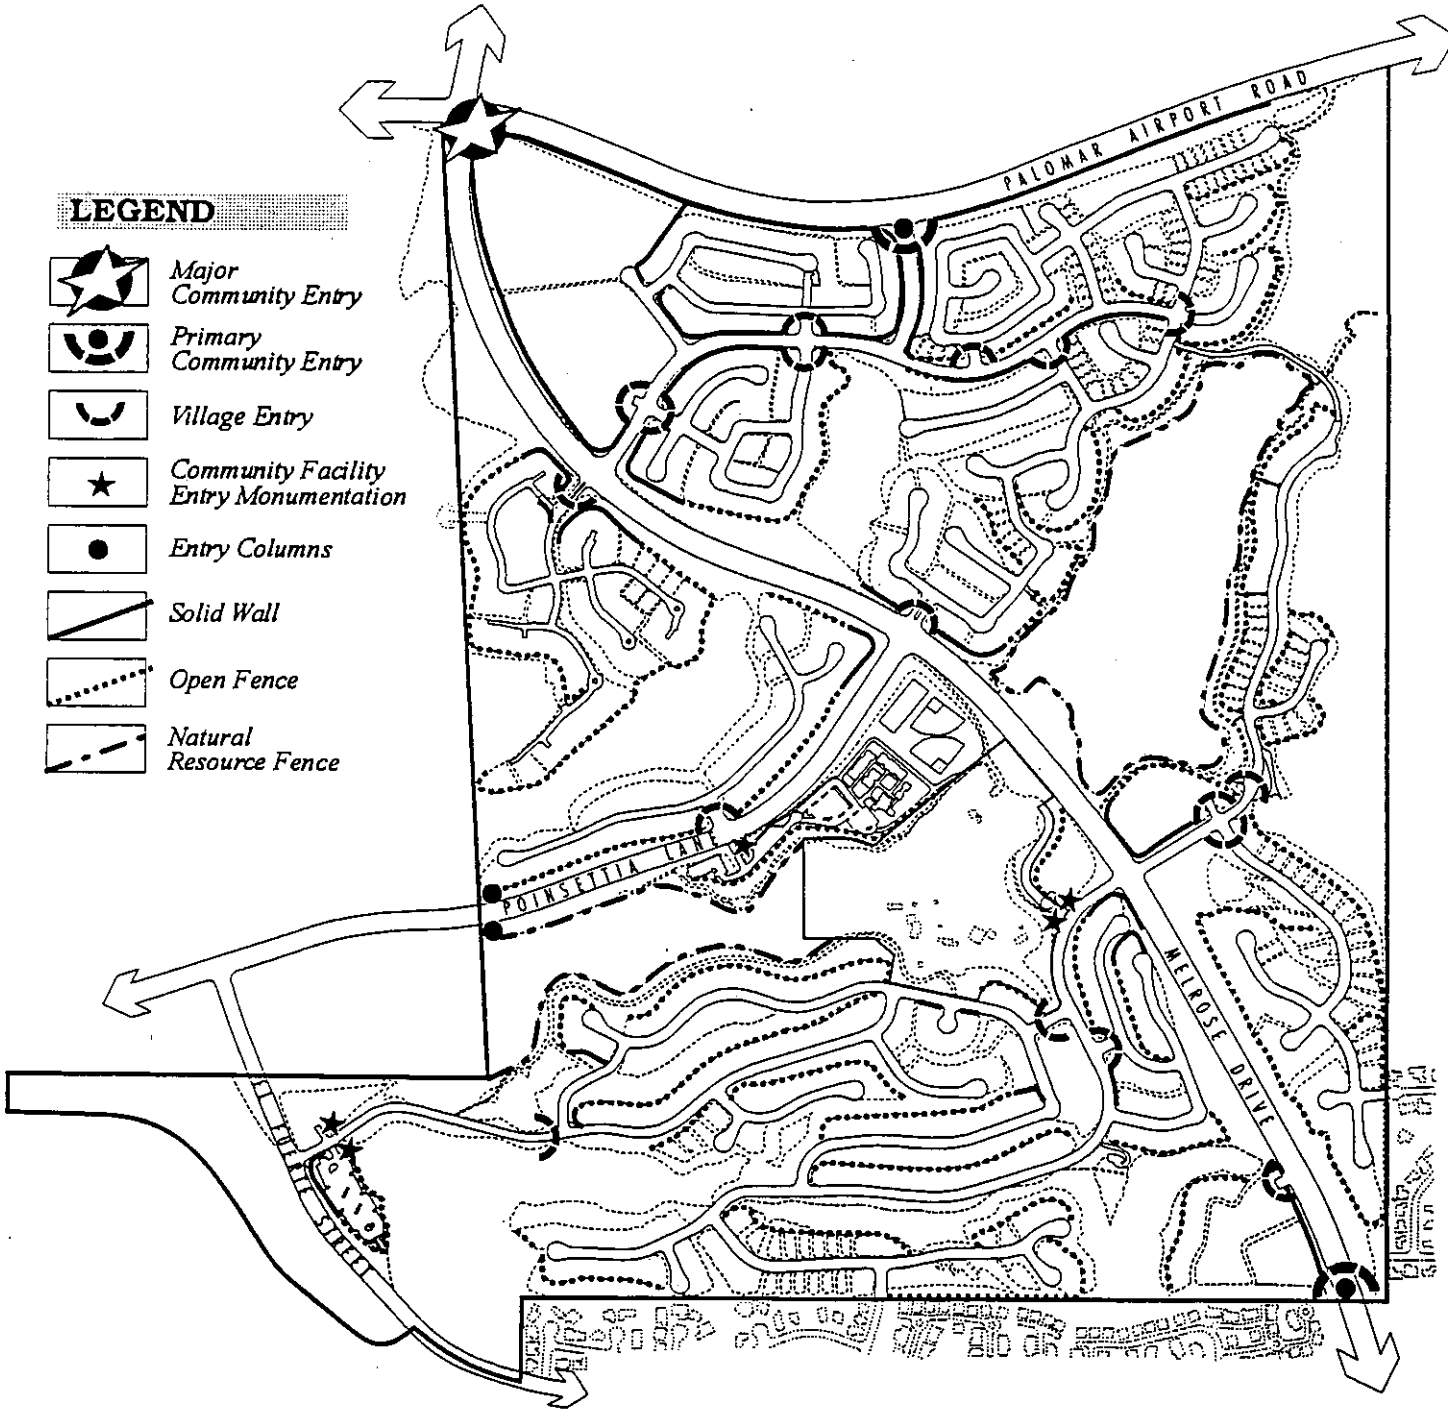 PALOMAR AIRPORT ROAD
LEGEND
Major
Community Entry
Primary
Community Entry
Village Entry
Community Facility
Entry Monumentation
Entry Columns
Solid Wall
Open Fence
Natural
Resource Fence
POINSETTIA LANE
MELROSE DRIVE
STREET